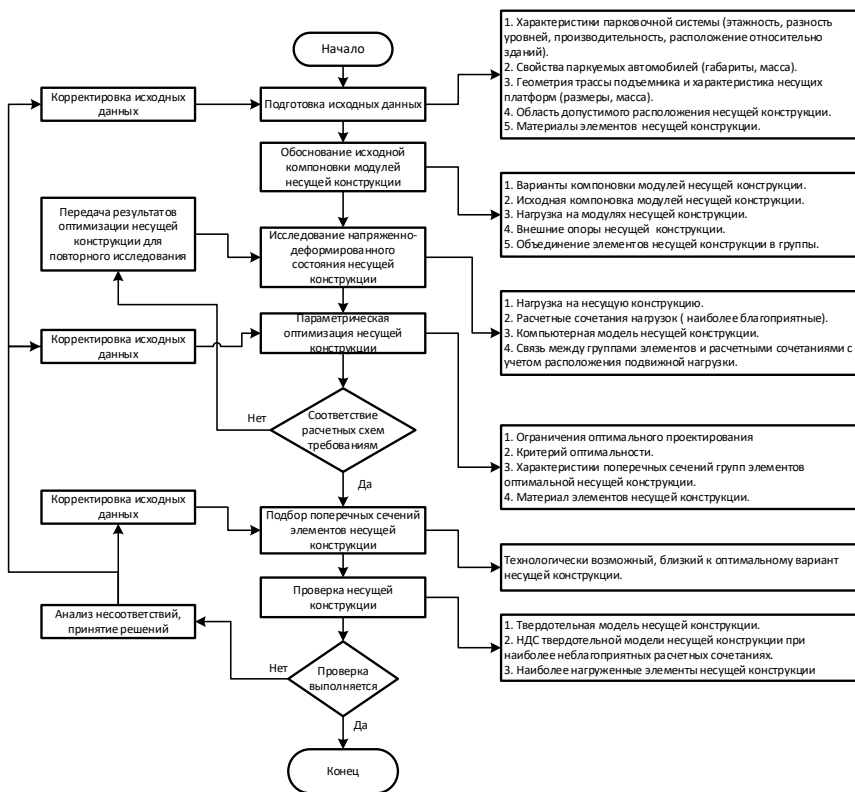 Начало
1. Характеристики парковочной системы (этажность, разность
уровней, производительность, расположение относительно
зданий).
2. Свойства паркуемых автомобилей (габариты, масса).
3. Геометрия трассы подъемника и характеристика несущих
платформ (размеры, масса).
4. Область допустимого расположения несущей конструкции.
5. Материалы элементов несущей конструкции.
Корректировка исходных
данных
Подготовка исходных данных
Обоснование исходной
компоновки модулей
несущей конструкции
1. Варианты компоновки модулей несущей конструкции.
2. Исходная компоновка модулей несущей конструкции.
3. Нагрузка на модулях несущей конструкции.
4. Внешние опоры несущей конструкции.
5. Объединение элементов несущей конструкции в группы.
Передача результатов
оптимизации несущей
конструкции для
повторного исследования
Исследование напряженно-
деформированного
состояния несущей
конструкции
1. Нагрузка на несущую конструкцию.
2. Расчетные сочетания нагрузок ( наиболее благоприятные).
3. Компьютерная модель несущей конструкции.
4. Связь между группами элементов и расчетными сочетаниями с
учетом расположения подвижной нагрузки.
Корректировка исходных
данных
Параметрическая
оптимизация несущей
конструкции
Нет
Соответствие
расчетных схем
требованиям
Да
1. Ограничения оптимального проектирования
2. Критерий оптимальности.
3. Характеристики поперечных сечений групп элементов
оптимальной несущей конструкции.
4. Материал элементов несущей конструкции.
Корректировка исходных
данных
Подбор поперечных сечений
элементов несущей
конструкции
Технологически возможный, близкий к оптимальному вариант
несущей конструкции.
Анализ несоответствий,
принятие решений
Проверка несущей
конструкции
1. Твердотельная модель несущей конструкции.
2. НДС твердотельной модели несущей конструкции при
наиболее неблагоприятных расчетных сочетаниях.
3. Наиболее нагруженные элементы несущей конструкции
Нет
Проверка
выполняется
Да
Конец